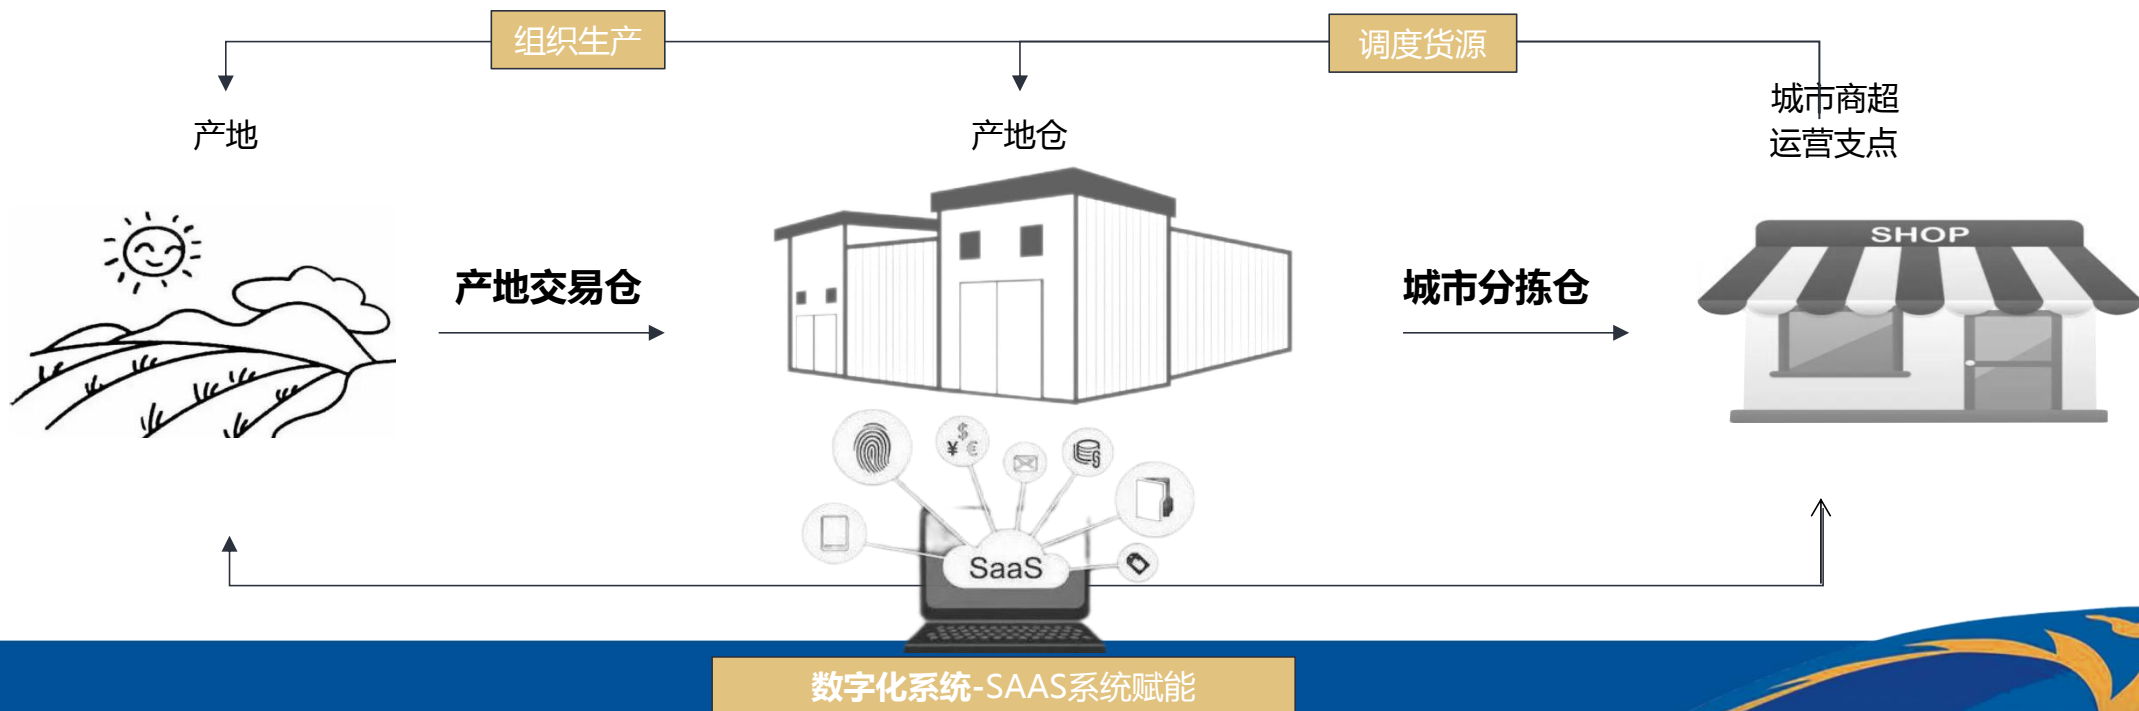 组织生产
调度货源
产地
产地仓
城市商超
运营支点
SHOP
产地交易仓
城市分拣仓
$
¥ €
SaaS
数字化系统-SAAS系统赋能